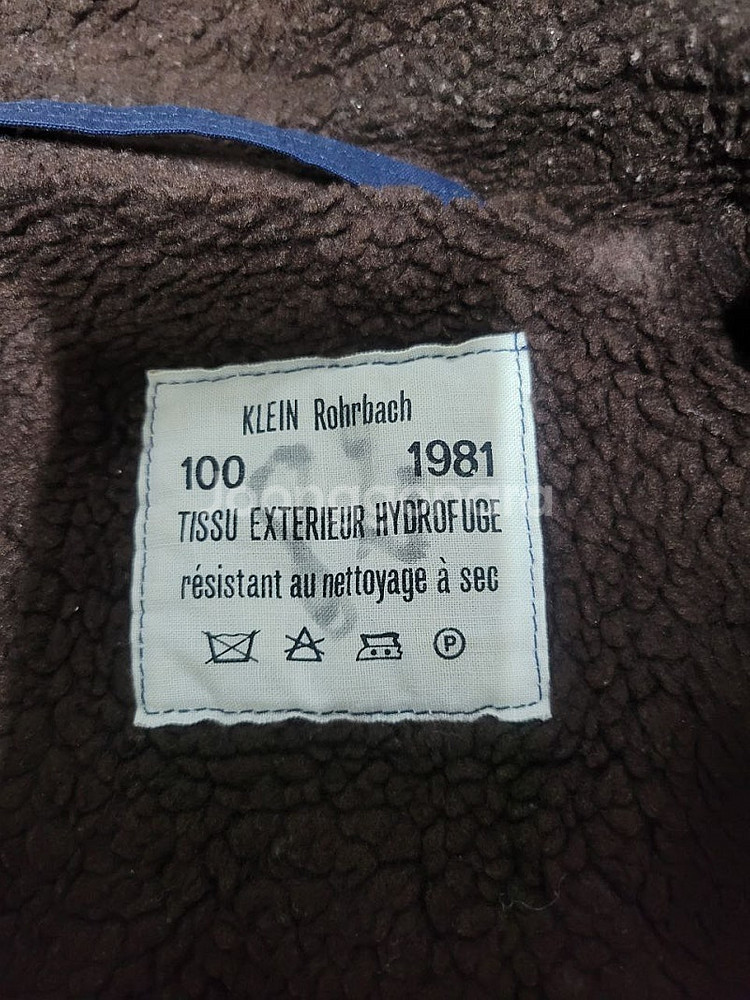 KLEIN Rohrbach
100 1981
TISSU EXTERIEUR HYDROFUGE
résistant au nettoyage à sec
P